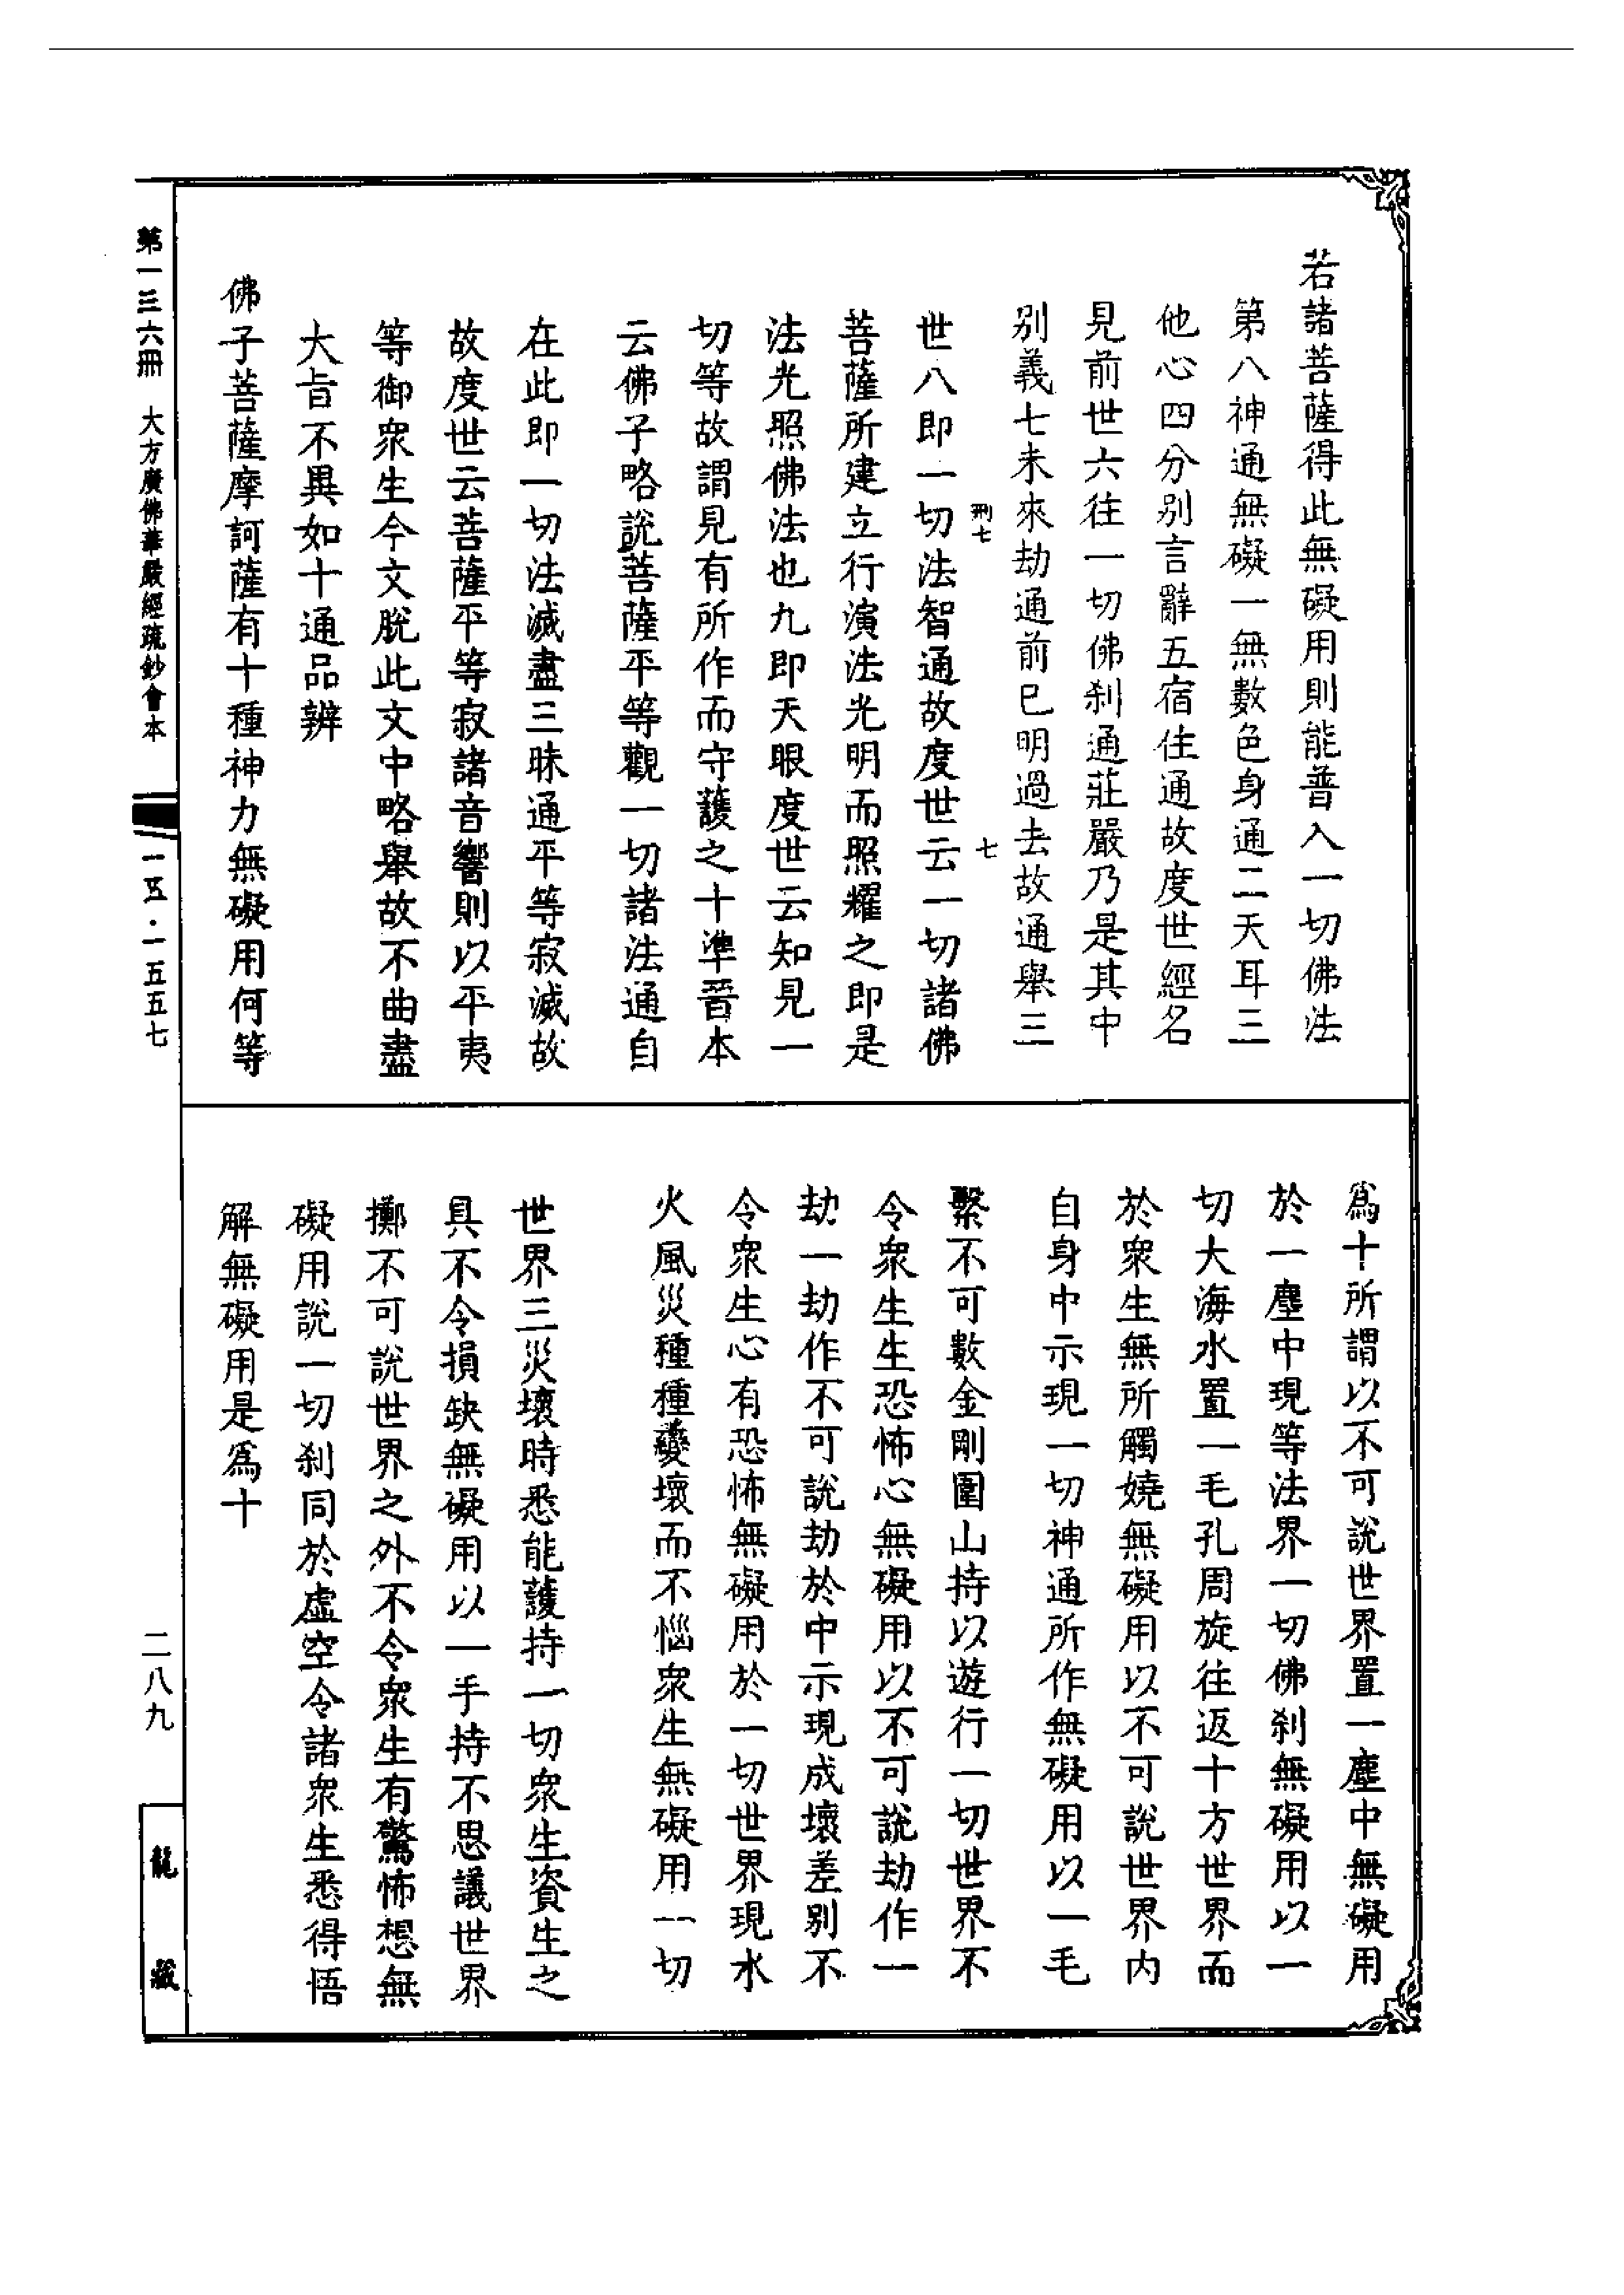 若諸菩薩得此無礙用則能普入一切佛法
第八神通無礙一無數色身通二天耳三
他心四分別言辭五宿住通故度世經名
見前世六往一切佛刹通莊嚴乃是其中
別義七未來劫通前已明過去故通舉三
刑七　七
世八即一切法智通故度世云一切諸佛
菩薩所建立行演法光明而照耀之即是
法光照佛法也九即天眼度世云知見一
切等故謂見有所作而守護之十準晉本
云佛子略說菩薩平等觀一切諸法通自
在此即一切法滅盡三昧通平等寂滅故
故度世云菩薩平等寂諸音響則以平夷
等御衆生今文脫此文中略舉故不曲盡
大旨不異如十通品辨
佛子菩薩摩訶薩有十種神力無礙用何等
爲十所謂以不可說世界置一塵中無礙用
於一塵中現等法界一切佛刹無礙用以一
切大海水置一毛孔周旋往返十方世界而
於衆生無所觸嬈無礙用以不可說世界內
自身中示現一切神通所作無礙用以一毛
繫不可數金剛圍山持以遊行一切世界不
令衆生生恐怖心無礙用以不可說劫作一
劫一劫作不可說劫於中示現成壞差別不
令衆生心有恐怖無礙用於一切世界現水
火風災種種變壞而不惱衆生無礙用一切
世界三災壞時悉能護持一切衆生資生之
具不令損缺無礙用以一手持不思議世界
擲不可說世界之外不令衆生有驚怖想無
礙用說一切刹同於虛空令諸衆生悉得悟
解無礙用是爲十
第一三六冊　大方廣佛華嚴經疏鈔會本
一五．一五五七
二八九
龍藏